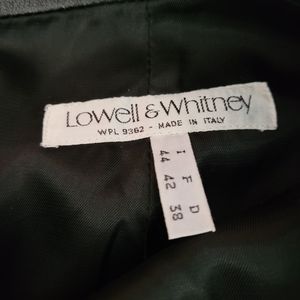 LoWell & Whitney
WPL 9362 - MADE IN ITALY
I F D
44 42 38